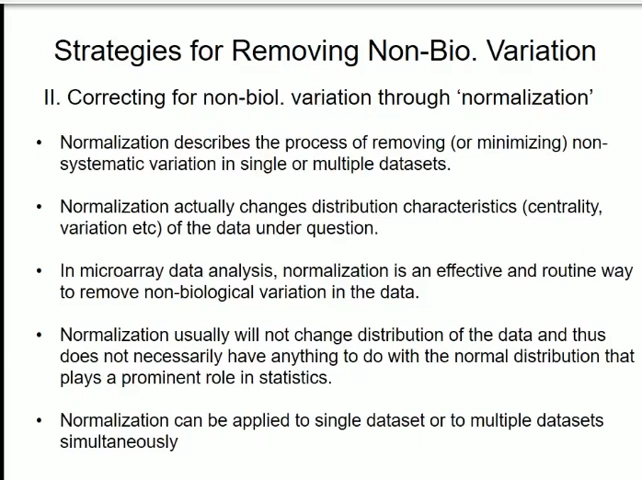 Strategies for Removing Non-Bio. Variation
II. Correcting for non-biol. variation through ‘normalization’
• Normalization describes the process of removing (or minimizing) non-
systematic variation in single or multiple datasets.
• Normalization actually changes distribution characteristics (centrality,
variation etc) of the data under question.
• In microarray data analysis, normalization is an effective and routine way
to remove non-biological variation in the data.
• Normalization usually will not change distribution of the data and thus
does not necessarily have anything to do with the normal distribution that
plays a prominent role in statistics.
• Normalization can be applied to single dataset or to multiple datasets
simultaneously